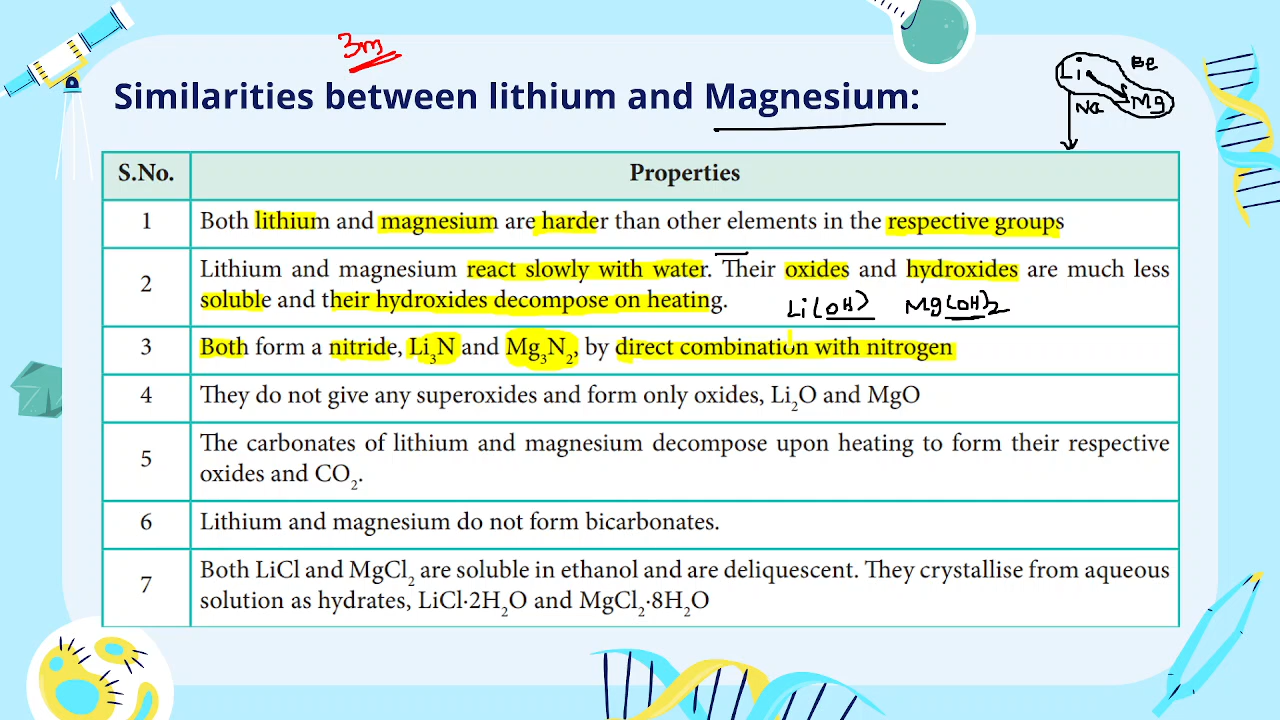 3m
Similarities between lithium and Magnesium:
Li Be
Na Mg
S.No. Properties
1 Both lithium and magnesium are harder than other elements in the respective groups
2 Lithium and magnesium react slowly with water. Their oxides and hydroxides are much less
soluble and their hydroxides decompose on heating.
Li(OH) Mg(OH)2
3 Both form a nitride, Li₃N and Mg₃N₂, by direct combination with nitrogen
4 They do not give any superoxides and form only oxides, Li₂O and MgO
5 The carbonates of lithium and magnesium decompose upon heating to form their respective
oxides and CO₂.
6 Lithium and magnesium do not form bicarbonates.
7 Both LiCl and MgCl₂ are soluble in ethanol and are deliquescent. They crystallise from aqueous
solution as hydrates, LiCl·2H₂O and MgCl₂·8H₂O